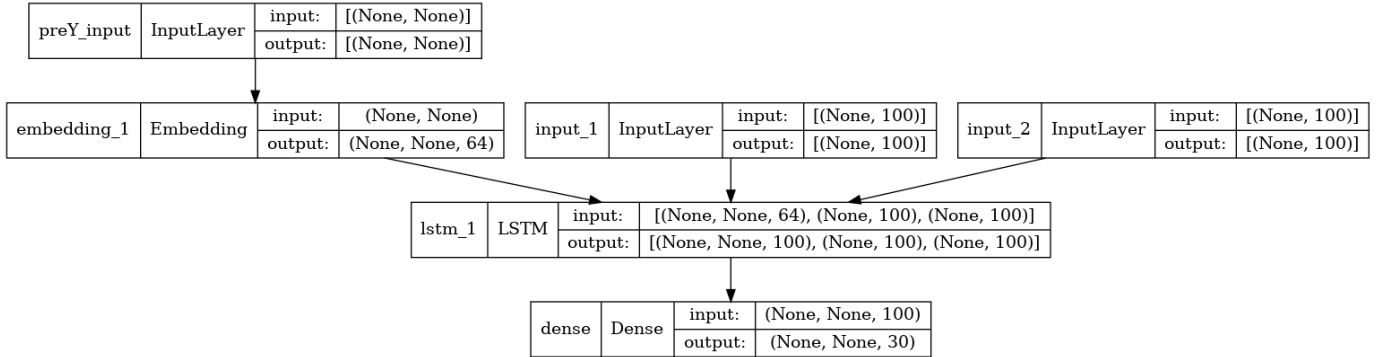 preY_input InputLayer input: [(None, None)]
output: [(None, None)]
embedding_1 Embedding input: (None, None)
output: (None, None, 64)
input_1 InputLayer input: [(None, 100)]
output: [(None, 100)]
input_2 InputLayer input: [(None, 100)]
output: [(None, 100)]
lstm_1 LSTM input: [(None, None, 64), (None, 100), (None, 100)]
output: [(None, None, 100), (None, 100), (None, 100)]
dense Dense input: (None, None, 100)
output: (None, None, 30)